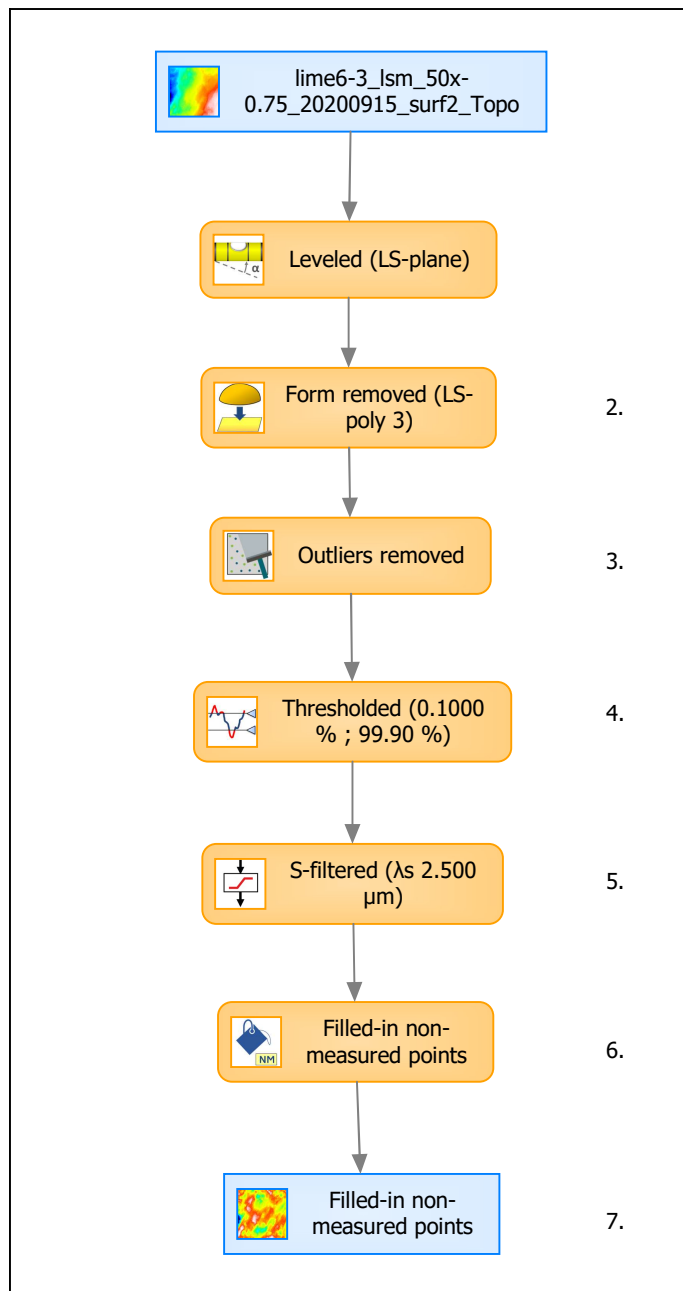 lime6-3_lsm_50x-
0.75_20200915_surf2_Topo
α
Leveled (LS-plane)
Form removed (LS-
poly 3)
2.
Outliers removed
3.
Thresholded (0.1000
% ; 99.90 %)
4.
S-filtered (λs 2.500
µm)
5.
NM
Filled-in non-
measured points
6.
Filled-in non-
measured points
7.